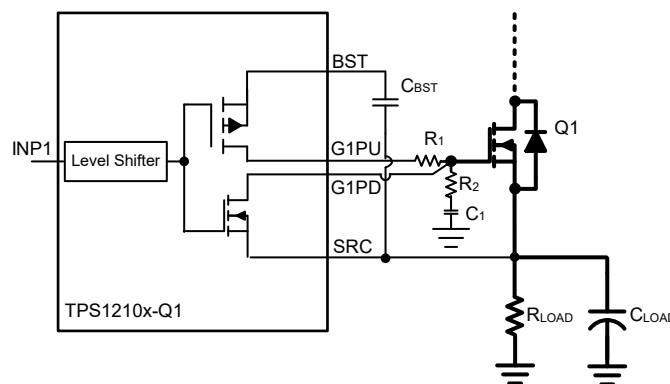 BST
CBST
INP1
Level Shifter
G1PU
R1
Q1
G1PD
R2
C1
SRC
TPS1210x-Q1
RLOAD
CLOAD